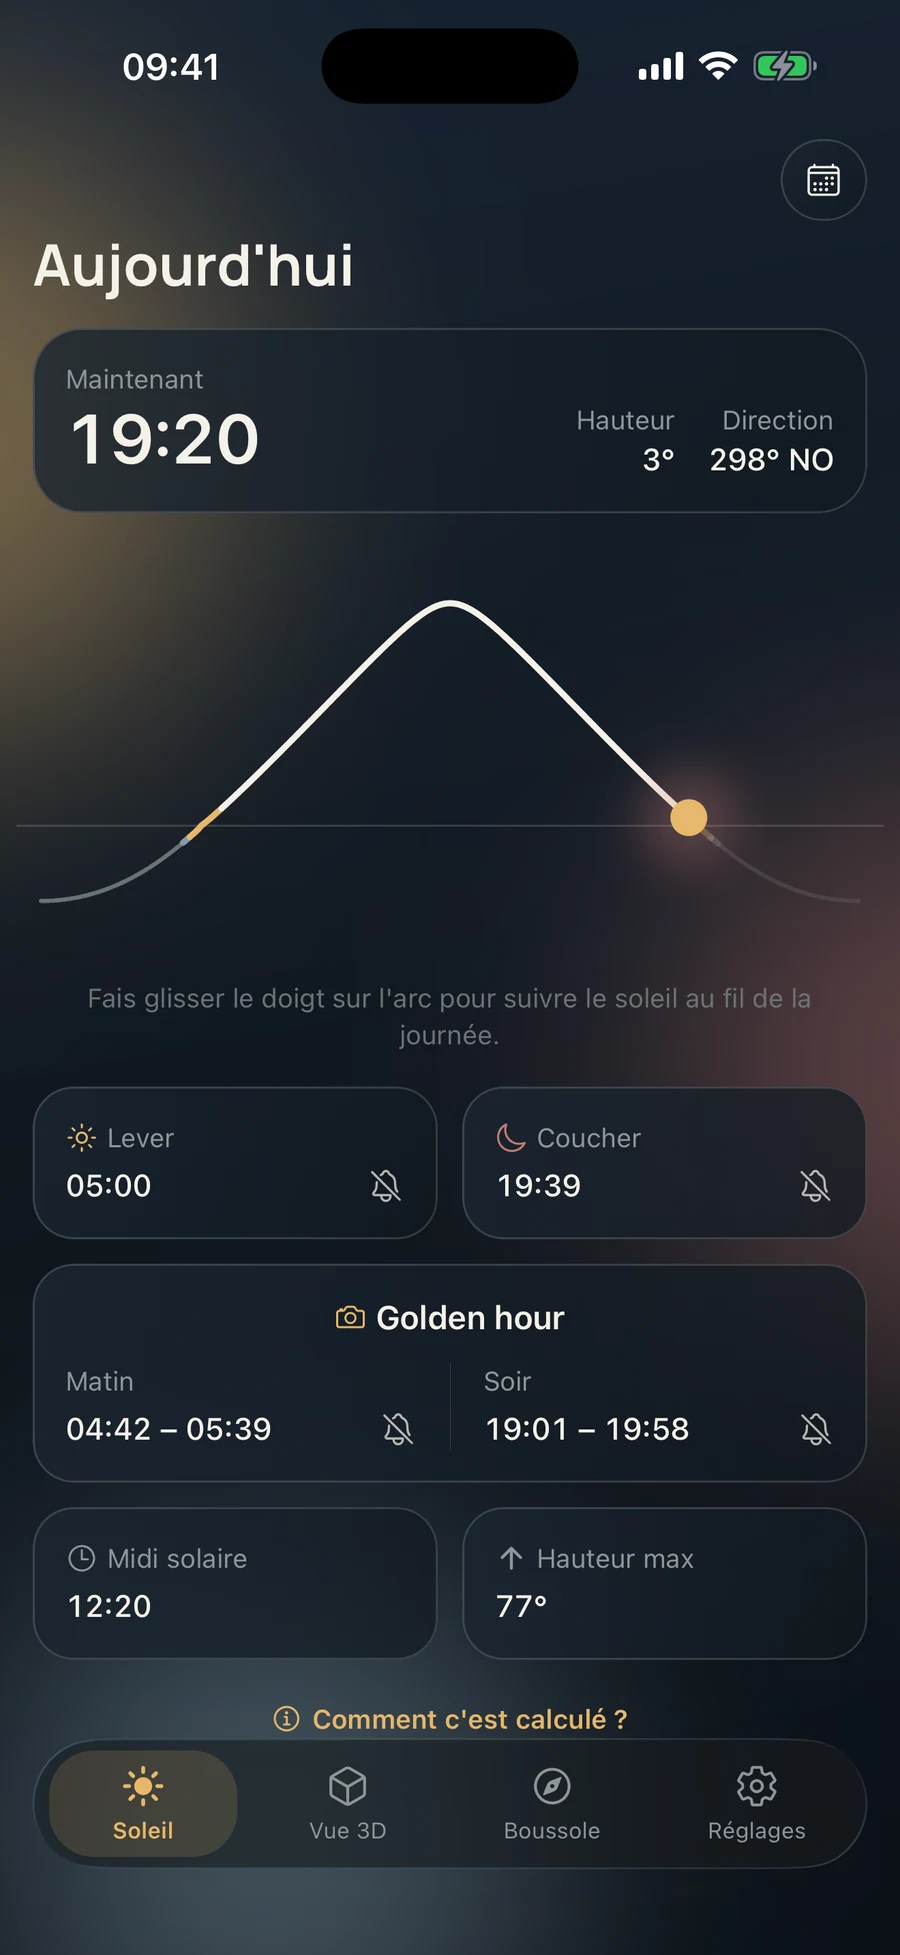 09:41
Aujourd'hui
Maintenant
19:20
Hauteur
3°
Direction
298° NO
Fais glisser le doigt sur l'arc pour suivre le soleil au fil de la
journée.
Lever
05:00
Coucher
19:39
Golden hour
Matin
04:42 – 05:39
Soir
19:01 – 19:58
Midi solaire
12:20
Hauteur max
77°
Comment c'est calculé ?
Soleil
Vue 3D
Boussole
Réglages